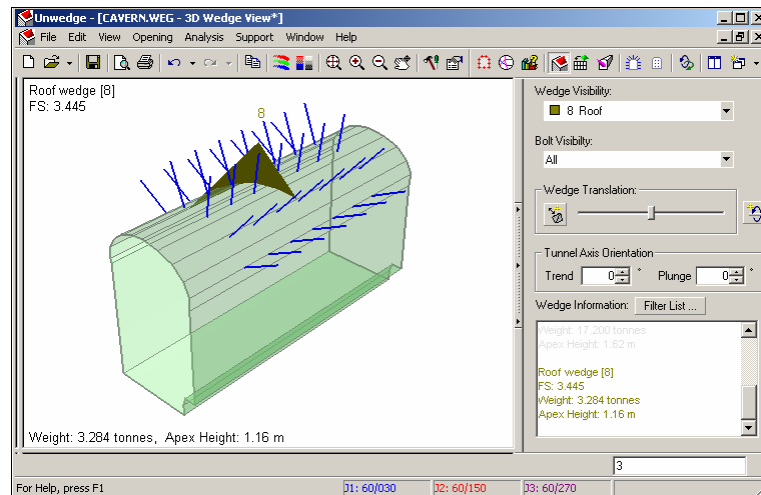 Unwedge - [CAVERN.WEG - 3D Wedge View*]
File Edit View Opening Analysis Support Window Help
Roof wedge [8]
FS: 3.445
8
Weight: 3.284 tonnes, Apex Height: 1.16 m
Wedge Visibility:
8 Roof
Bolt Visibilty:
All
Wedge Translation:
Tunnel Axis Orientation
Trend 0 ° Plunge 0 °
Wedge Information: Filter List ...
Weight: 17.200 tonnes
Apex Height: 1.62 m
Roof wedge [8]
FS: 3.445
Weight: 3.284 tonnes
Apex Height: 1.16 m
3
For Help, press F1 J1: 60/030 J2: 60/150 J3: 60/270